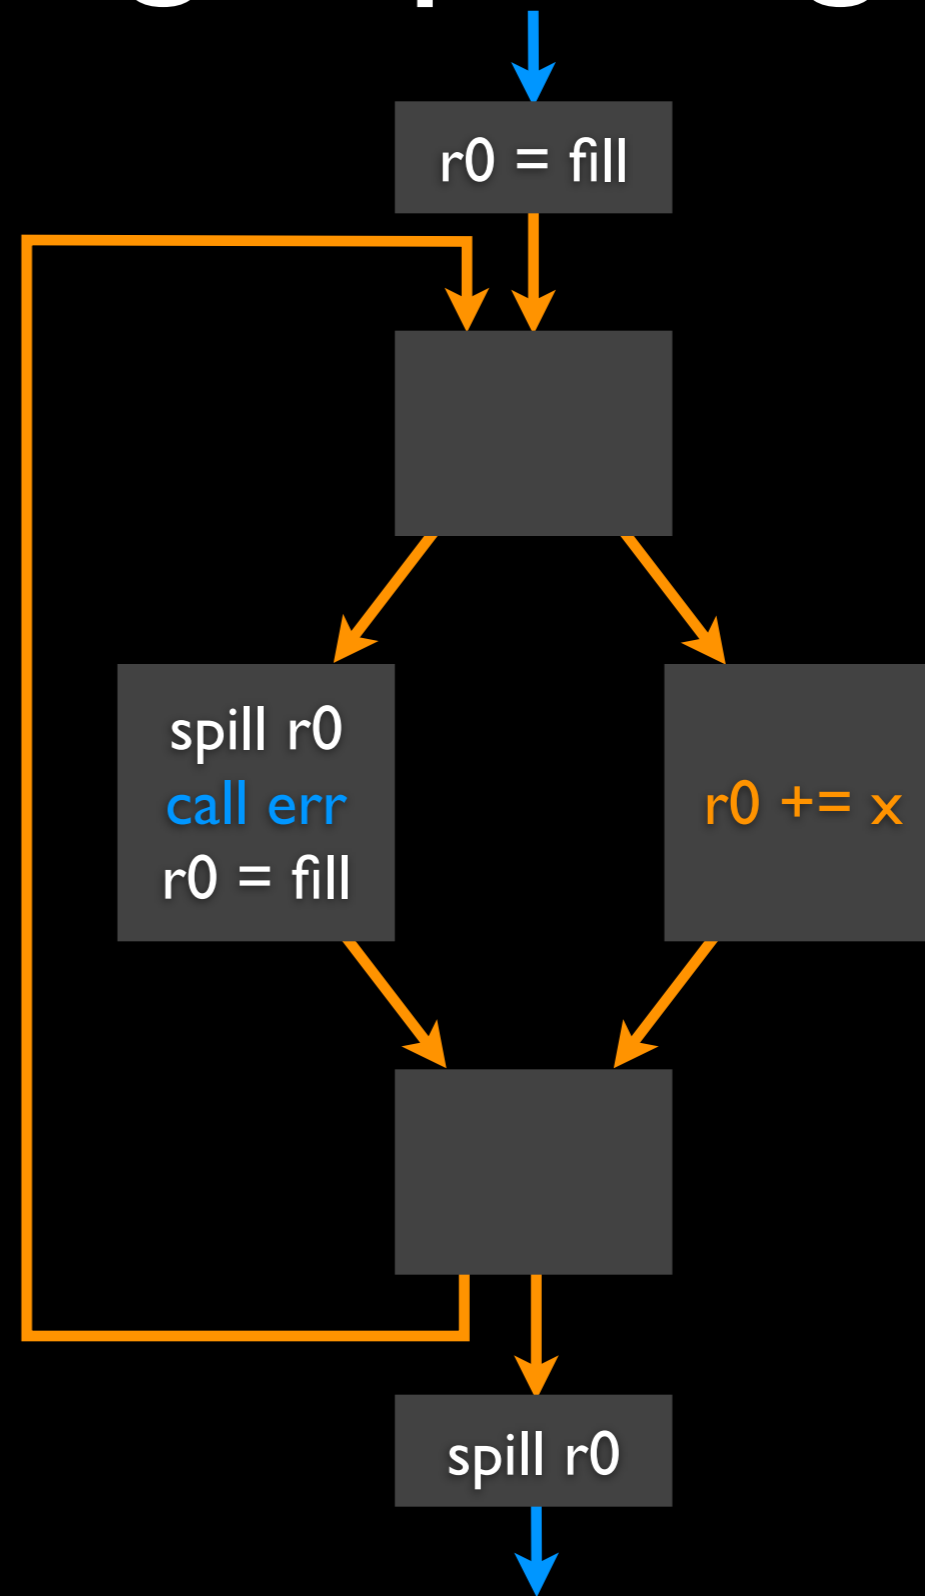 r0 = fill
spill r0
call err
r0 = fill
r0 += x
spill r0